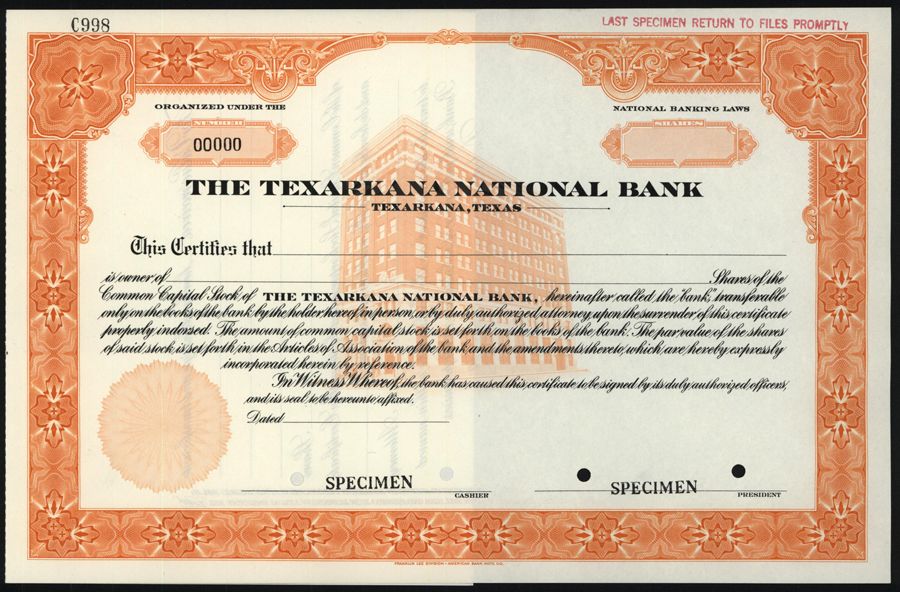 C998
LAST SPECIMEN RETURN TO FILES PROMPTLY
ORGANIZED UNDER THE NATIONAL BANKING LAWS
NUMBER SHARES
00000
THE TEXARKANA NATIONAL BANK
TEXARKANA, TEXAS
This Certifies that
is owner of Shares of the
Common Capital Stock of THE TEXARKANA NATIONAL BANK, hereinafter called the "bank," transferable
only on the books of the bank by the holder hereof in person, or by duly authorized attorney, upon the surrender of this certificate
properly indorsed. The amount of common capital stock is set forth on the books of the bank. The par value of the shares
of said stock is set forth in the Articles of Association of the bank and the amendments thereto, which are hereby expressly
incorporated herein by reference.
In Witness Whereof, the bank has caused this certificate to be signed by its duly authorized officers,
and its seal to be hereunto affixed.
Dated
SPECIMEN SPECIMEN
CASHIER PRESIDENT
FRANKLIN LEE DIVISION - AMERICAN BANK NOTE CO.